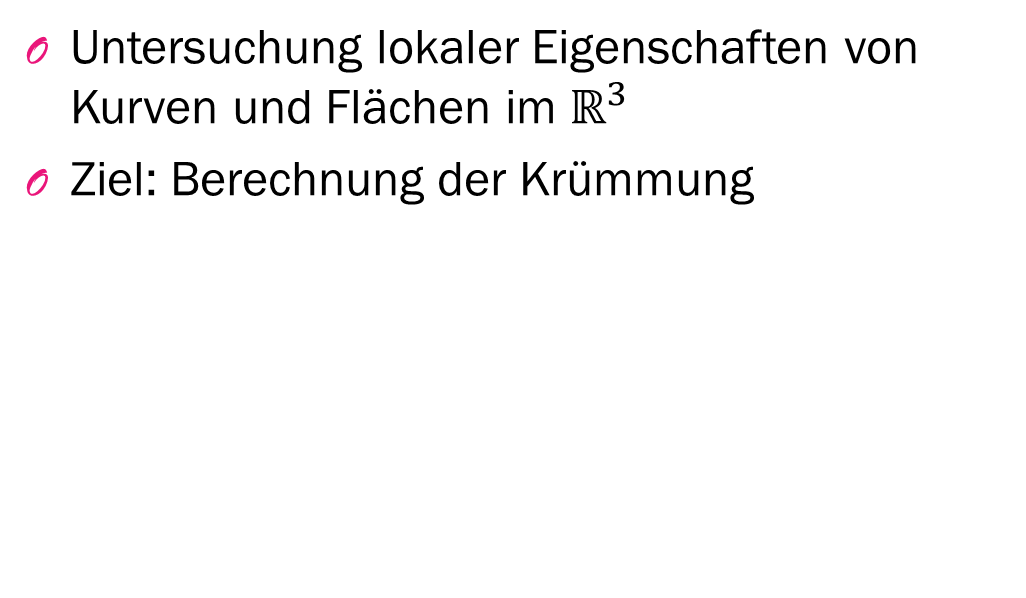 o Untersuchung lokaler Eigenschaften von
Kurven und Flächen im ℝ³
o Ziel: Berechnung der Krümmung